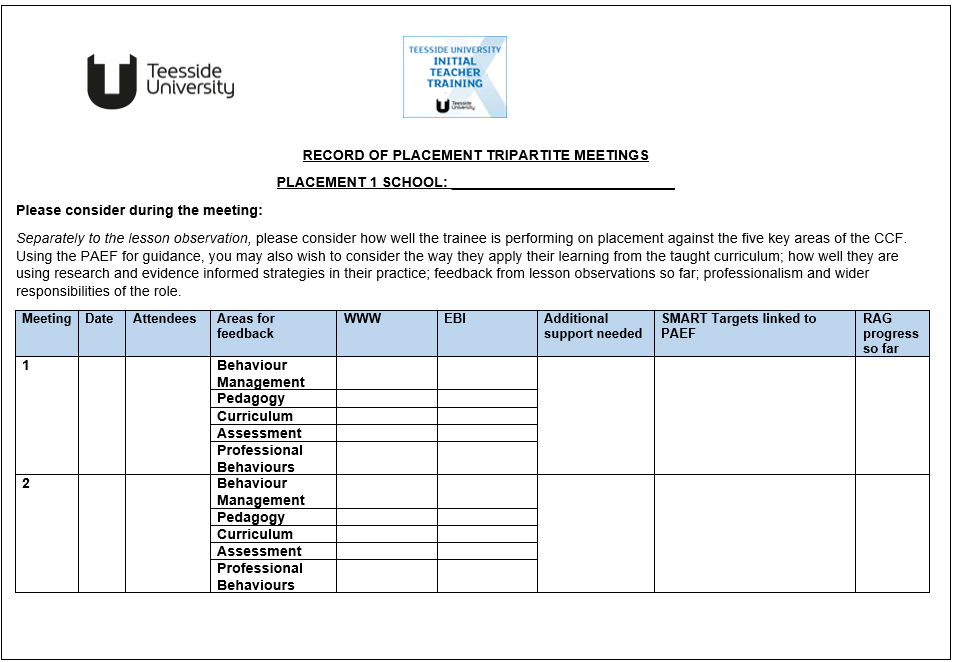 Teesside
University
TEESSIDE UNIVERSITY
INITIAL
TEACHER
TRAINING
Teesside
University
RECORD OF PLACEMENT TRIPARTITE MEETINGS
PLACEMENT 1 SCHOOL: ____________________________
Please consider during the meeting:
Separately to the lesson observation, please consider how well the trainee is performing on placement against the five key areas of the CCF.
Using the PAEF for guidance, you may also wish to consider the way they apply their learning from the taught curriculum; how well they are
using research and evidence informed strategies in their practice; feedback from lesson observations so far; professionalism and wider
responsibilities of the role.
Meeting Date Attendees Areas for feedback WWW EBI Additional support needed SMART Targets linked to PAEF RAG progress so far
1 Behaviour
Management
Pedagogy
Curriculum
Assessment
Professional
Behaviours
2 Behaviour
Management
Pedagogy
Curriculum
Assessment
Professional
Behaviours